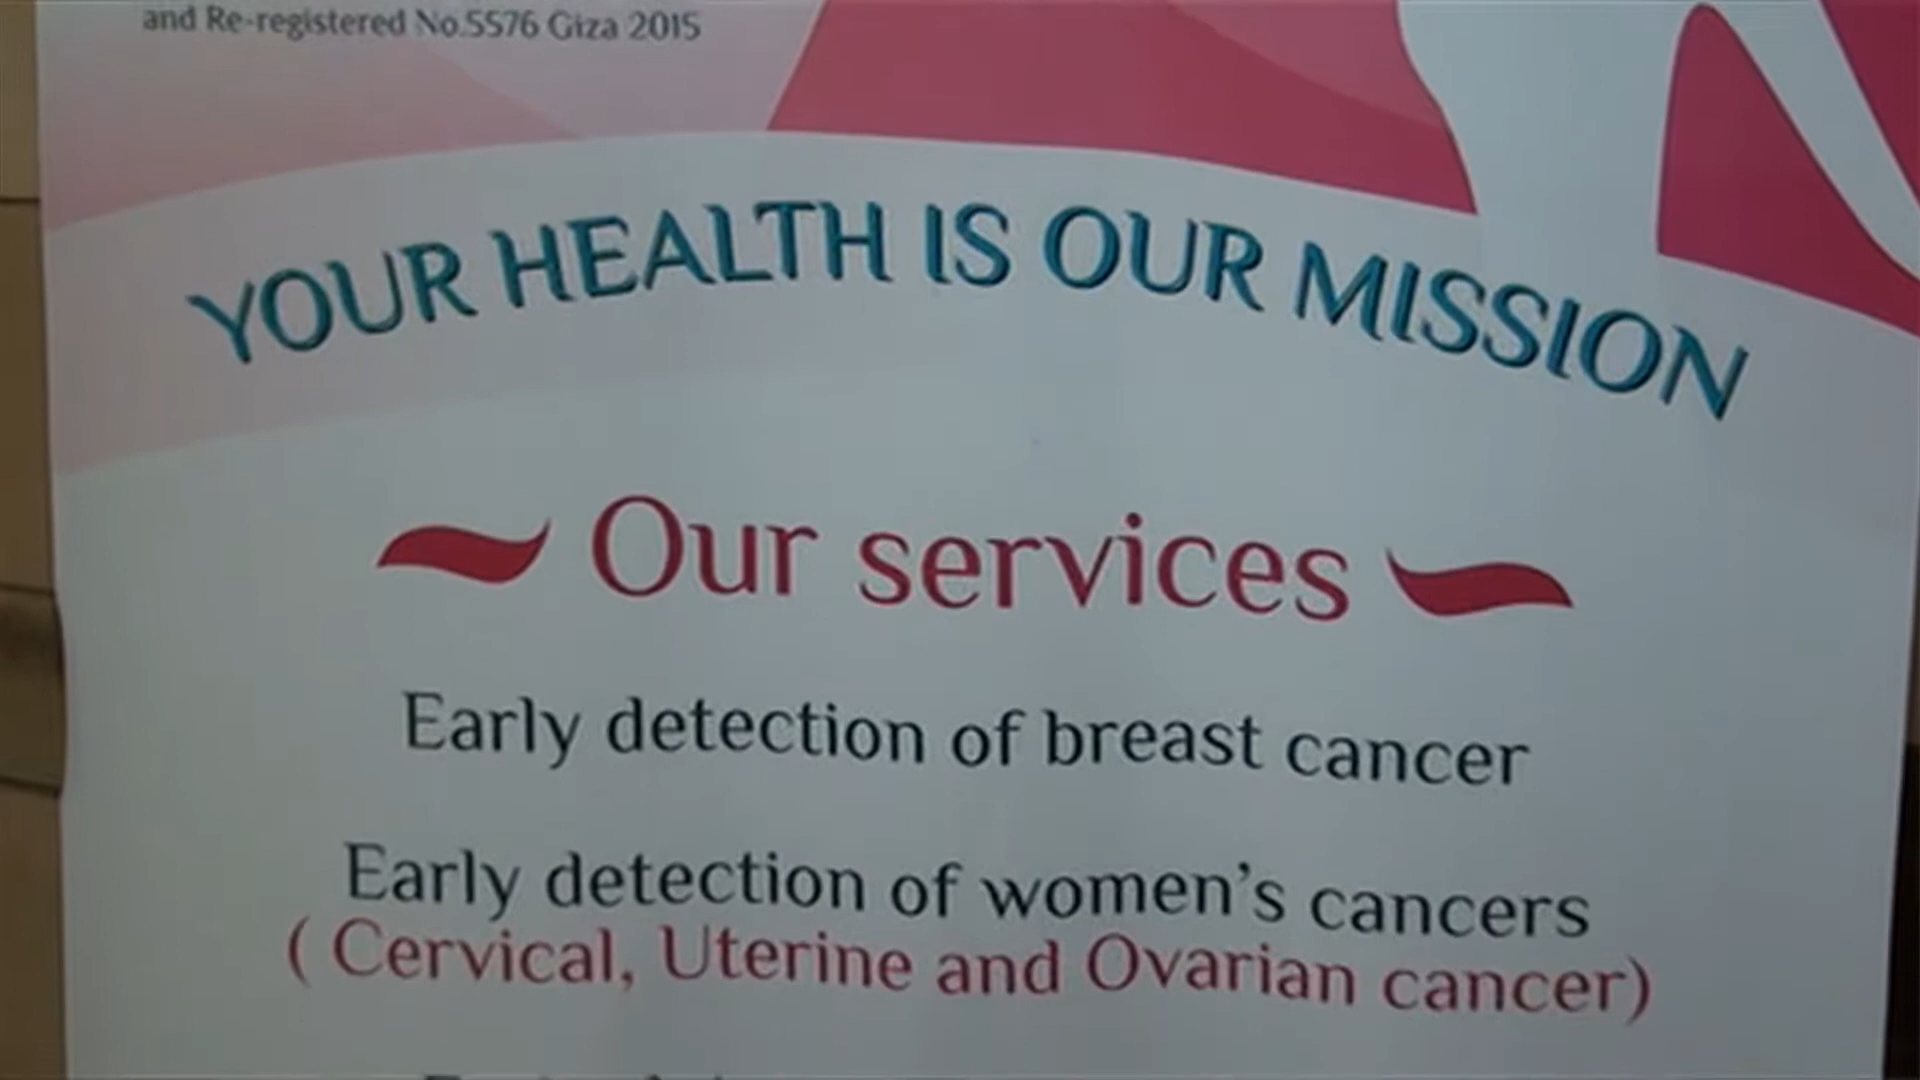 and Re-registered No.5576 Giza 2015
YOUR HEALTH IS OUR MISSION
Our services
Early detection of breast cancer
Early detection of women's cancers
( Cervical, Uterine and Ovarian cancer)